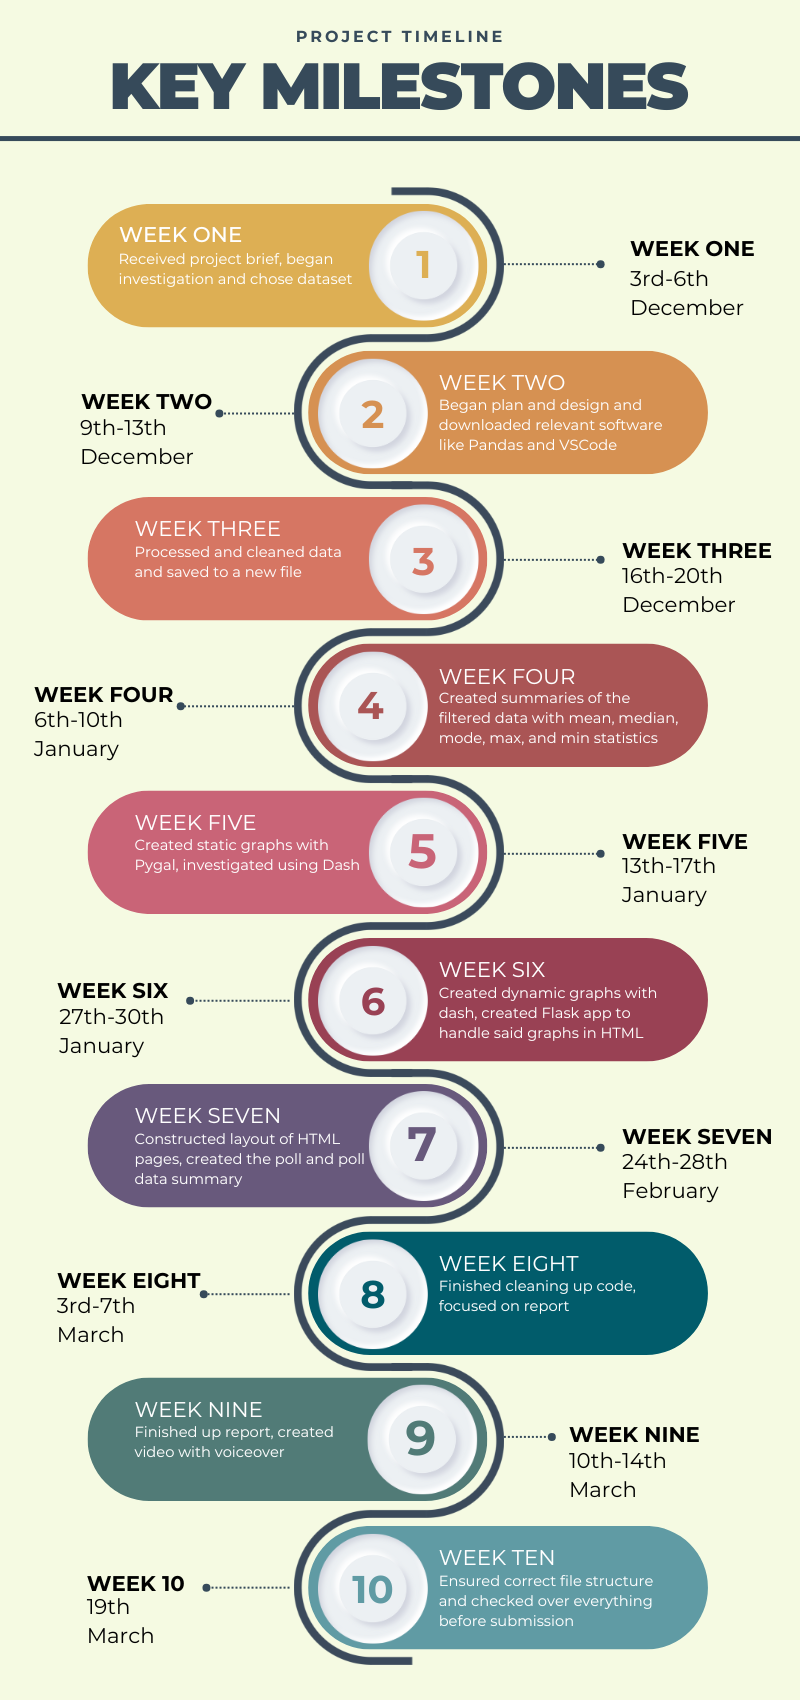 PROJECT TIMELINE
KEY MILESTONES
WEEK ONE
Received project brief, began
investigation and chose dataset
1
WEEK ONE
3rd-6th
December
WEEK TWO
9th-13th
December
2
WEEK TWO
Began plan and design and
downloaded relevant software
like Pandas and VSCode
WEEK THREE
Processed and cleaned data
and saved to a new file
3
WEEK THREE
16th-20th
December
WEEK FOUR
6th-10th
January
4
WEEK FOUR
Created summaries of the
filtered data with mean, median,
mode, max, and min statistics
WEEK FIVE
Created static graphs with
Pygal, investigated using Dash
5
WEEK FIVE
13th-17th
January
WEEK SIX
27th-30th
January
6
WEEK SIX
Created dynamic graphs with
dash, created Flask app to
handle said graphs in HTML
WEEK SEVEN
Constructed layout of HTML
pages, created the poll and poll
data summary
7
WEEK SEVEN
24th-28th
February
WEEK EIGHT
3rd-7th
March
8
WEEK EIGHT
Finished cleaning up code,
focused on report
WEEK NINE
Finished up report, created
video with voiceover
9
WEEK NINE
10th-14th
March
WEEK 10
19th
March
10
WEEK TEN
Ensured correct file structure
and checked over everything
before submission